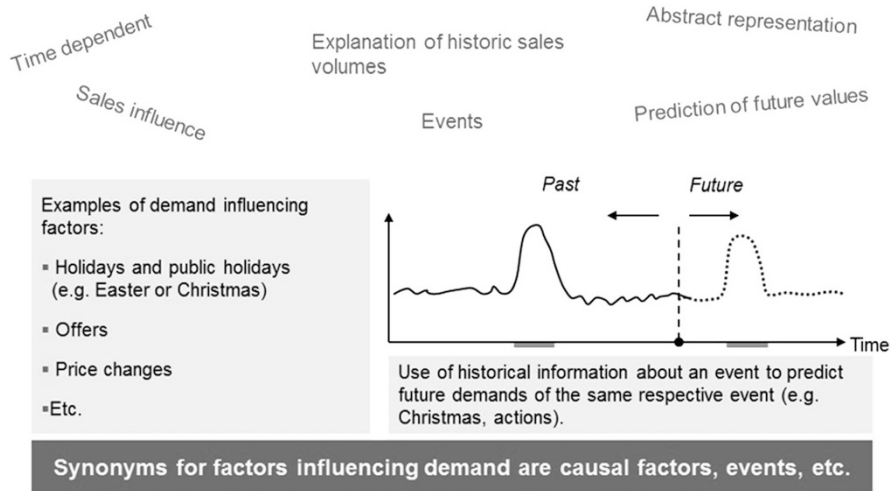 Time dependent
Explanation of historic sales
volumes
Abstract representation
Sales influence
Events
Prediction of future values
Examples of demand influencing
factors:
▪ Holidays and public holidays
(e.g. Easter or Christmas)
▪ Offers
▪ Price changes
▪Etc.
Past
Future
Time
Use of historical information about an event to predict
future demands of the same respective event (e.g.
Christmas, actions).
Synonyms for factors influencing demand are causal factors, events, etc.